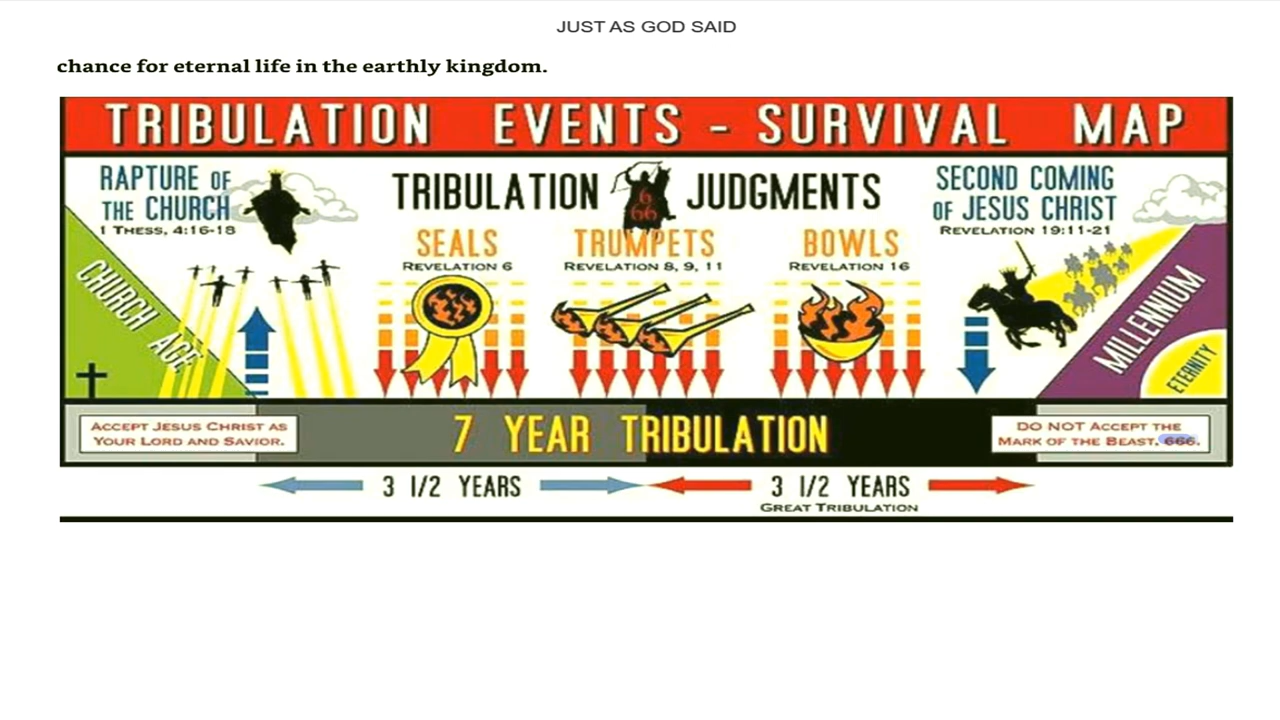 JUST AS GOD SAID
chance for eternal life in the earthly kingdom.
TRIBULATION EVENTS - SURVIVAL MAP
RAPTURE OF
THE CHURCH
1 THESS, 4:16-18
TRIBULATION JUDGMENTS
6
66
SEALS
REVELATION 6
TRUMPETS
REVELATION 8, 9, 11
BOWLS
REVELATION 16
SECOND COMING
OF JESUS CHRIST
REVELATION 19:11-21
CHURCH AGE
MILLENNIUM
ETERNITY
ACCEPT JESUS CHRIST AS
YOUR LORD AND SAVIOR.
7 YEAR TRIBULATION
DO NOT ACCEPT THE
MARK OF THE BEAST, 666.
3 1/2 YEARS
3 1/2 YEARS
GREAT TRIBULATION